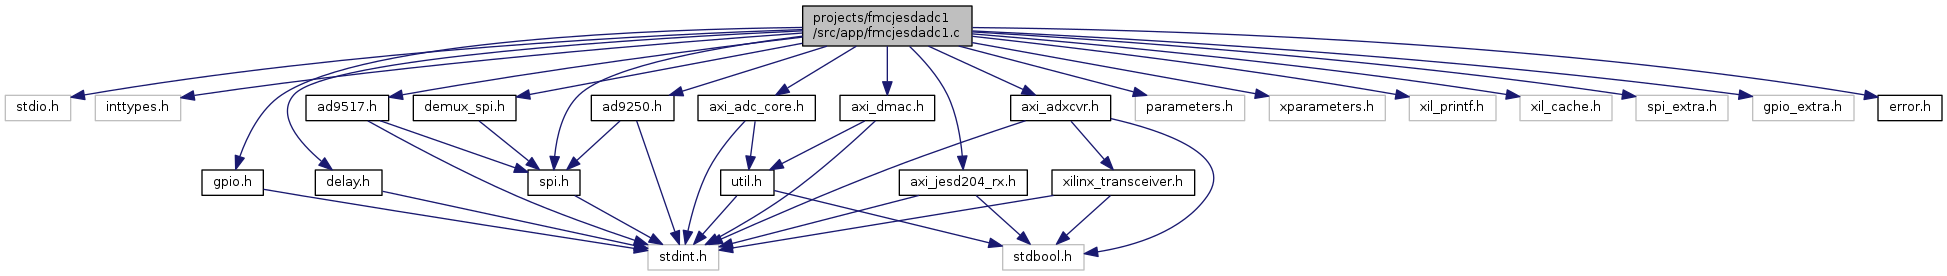 projects/fmcjesdadc1
/src/app/fmcjesdadc1.c
stdio.h
inttypes.h
ad9517.h
demux_spi.h
ad9250.h
axi_adc_core.h
axi_dmac.h
axi_adxcvr.h
parameters.h
xparameters.h
xil_printf.h
xil_cache.h
spi_extra.h
gpio_extra.h
error.h
gpio.h
delay.h
spi.h
util.h
axi_jesd204_rx.h
xilinx_transceiver.h
stdint.h
stdbool.h